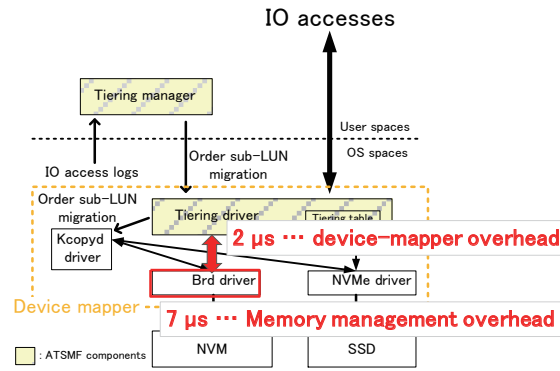 IO accesses
Tiering manager
User spaces
OS spaces
IO access logs
Order sub-LUN
migration
Order sub-LUN
migration
Tiering driver
Tiering table
Kcopyd
driver
2 μs ··· device-mapper overhead
Brd driver
NVMe driver
Device mapper
7 μs ··· Memory management overhead
NVM
SSD
: ATSMF components